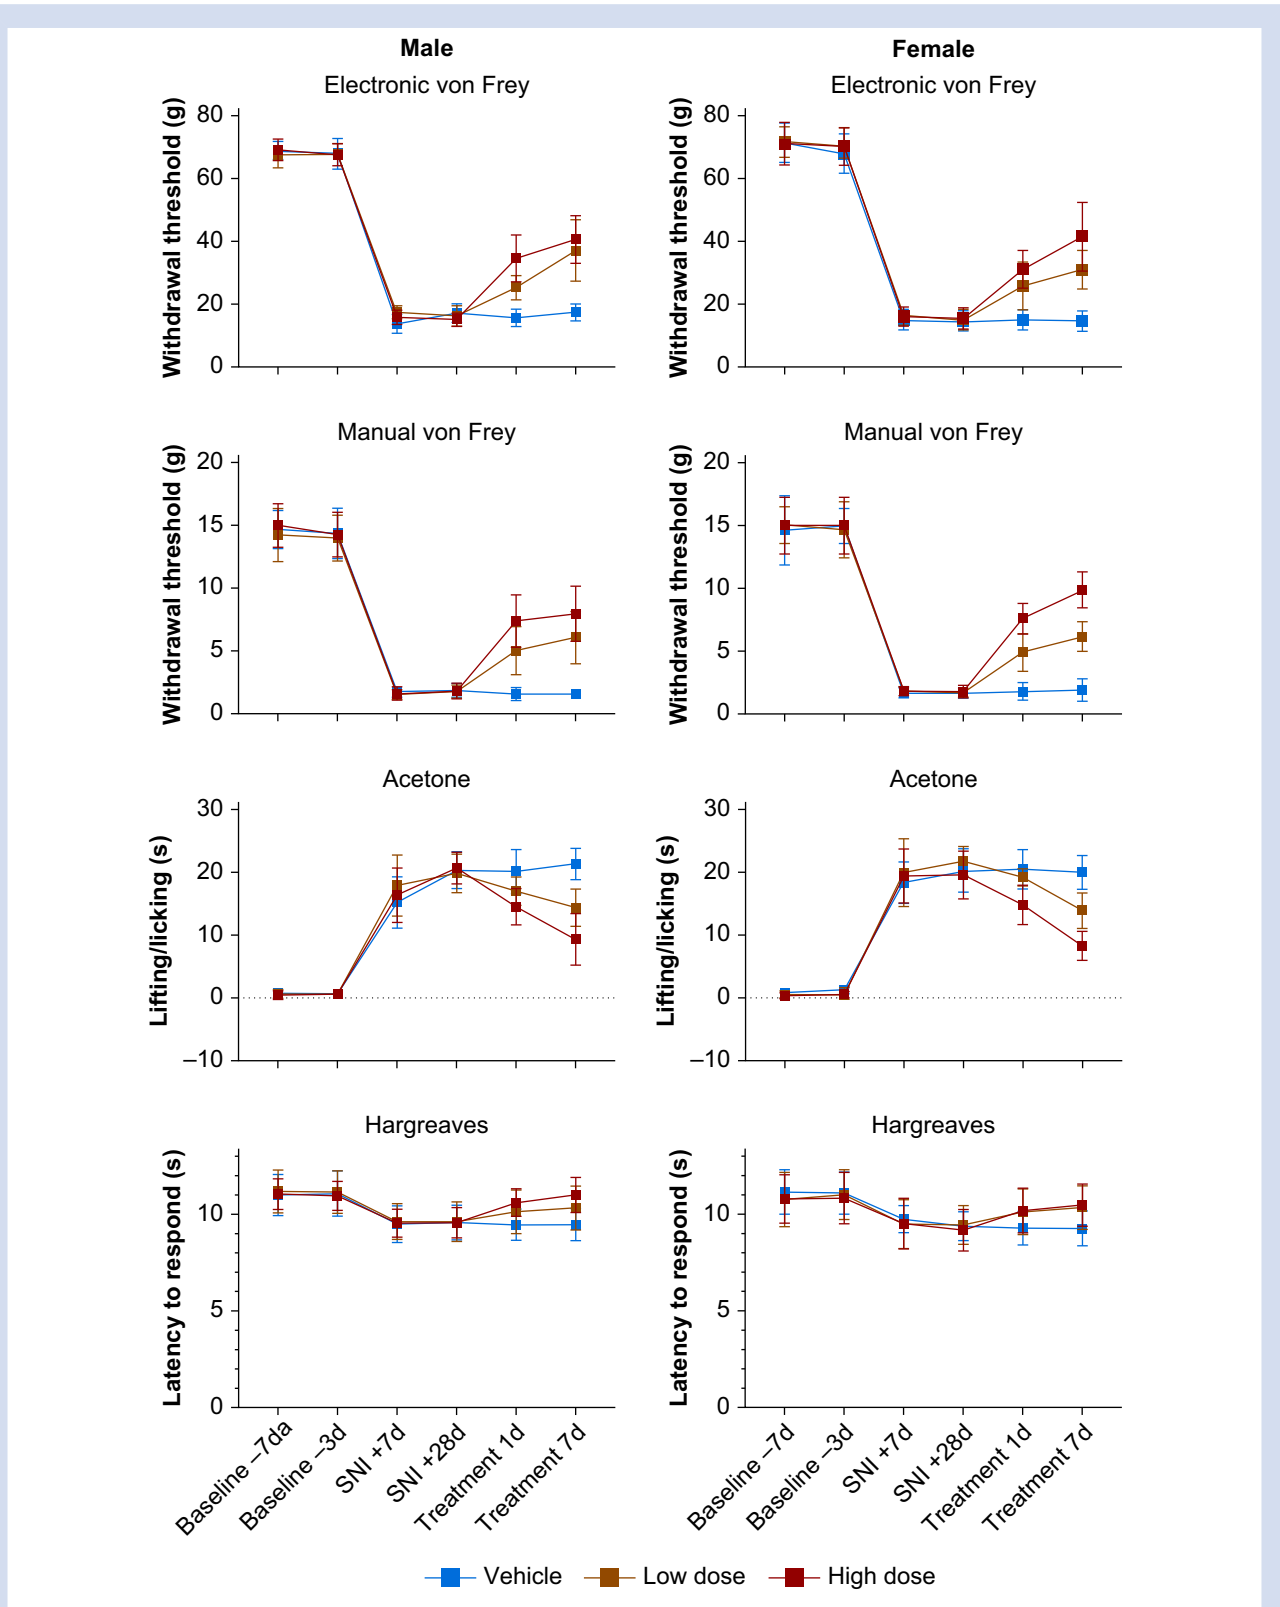 Male
Female
Electronic von Frey
Electronic von Frey
Withdrawal threshold (g)
80
60
40
20
0
Withdrawal threshold (g)
80
60
40
20
0
Manual von Frey
Manual von Frey
Withdrawal threshold (g)
20
15
10
5
0
Withdrawal threshold (g)
20
15
10
5
0
Acetone
Acetone
Lifting/licking (s)
30
20
10
0
–10
Lifting/licking (s)
30
20
10
0
–10
Hargreaves
Hargreaves
Latency to respond (s)
10
5
0
Latency to respond (s)
10
5
0
Baseline –7da
Baseline –3d
SNI +7d
SNI +28d
Treatment 1d
Treatment 7d
Baseline –7d
Baseline –3d
SNI +7d
SNI +28d
Treatment 1d
Treatment 7d
Vehicle
Low dose
High dose